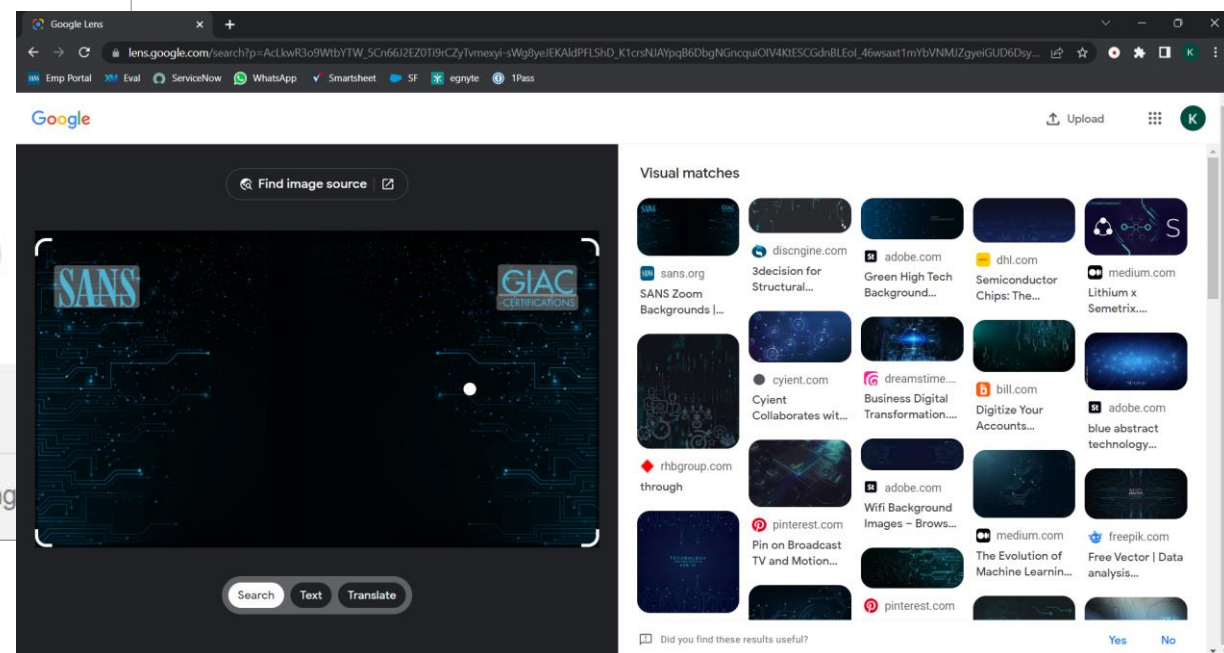 Google Lens
lens.google.com/search?p=AcLkwR3o9WtbYTW_5Cn66J2EZ0Ti9rCZyTvmexyi-sWg8yeJEKAldPFLShD_K1crsNJAYpqB6DbgNGncquiOIV4KtESCGdnBLEoI_46wsaxt1mYbVNMJZgyeiGUD6Dsy...
Emp Portal
Eval
ServiceNow
WhatsApp
Smartsheet
SF
egnyte
1Pass
Google
Upload
K
Find image source
SANS
GIAC
CERTIFICATIONS
Search
Text
Translate
Visual matches
sans.org
SANS Zoom
Backgrounds |...
rhbgroup.com
through
discngine.com
3decision for
Structural...
cyient.com
Cyient
Collaborates wit...
pinterest.com
Pin on Broadcast
TV and Motion...
adobe.com
Green High Tech
Background...
dreamstime....
Business Digital
Transformation....
adobe.com
Wifi Background
Images – Brows...
pinterest.com
dhl.com
Semiconductor
Chips: The...
bill.com
Digitize Your
Accounts...
medium.com
The Evolution of
Machine Learnin...
S
medium.com
Lithium x
Semetrix....
adobe.com
blue abstract
technology...
freepik.com
Free Vector | Data
analysis...
Did you find these results useful?
Yes
No